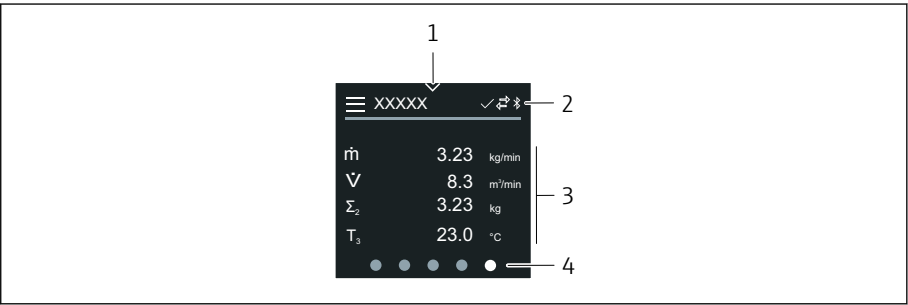 1
XXXXX
2
ṁ 3.23 kg/min
V̇ 8.3 m³/min
3
Σ₂ 3.23 kg
T₃ 23.0 °C
4